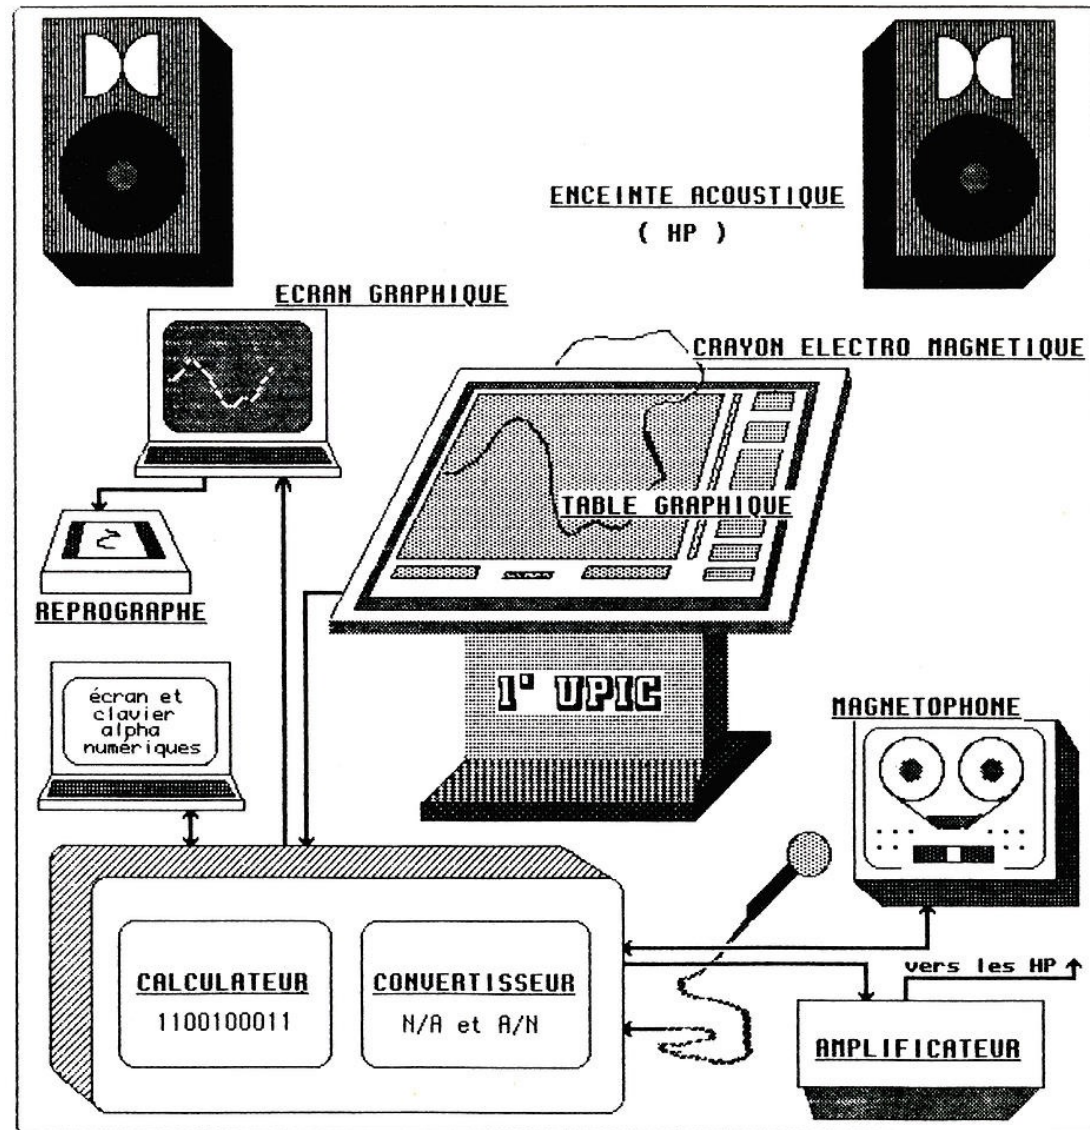 ENCEINTE ACOUSTIQUE
( HP )
ECRAN GRAPHIQUE
CRAYON ELECTRO MAGNETIQUE
TABLE GRAPHIQUE
REPROGRAPHE
l' UPIC
écran et
clavier
alpha
numériques
MAGNETOPHONE
CALCULATEUR
1100100011
CONVERTISSEUR
N/A et A/N
vers les HP
AMPLIFICATEUR